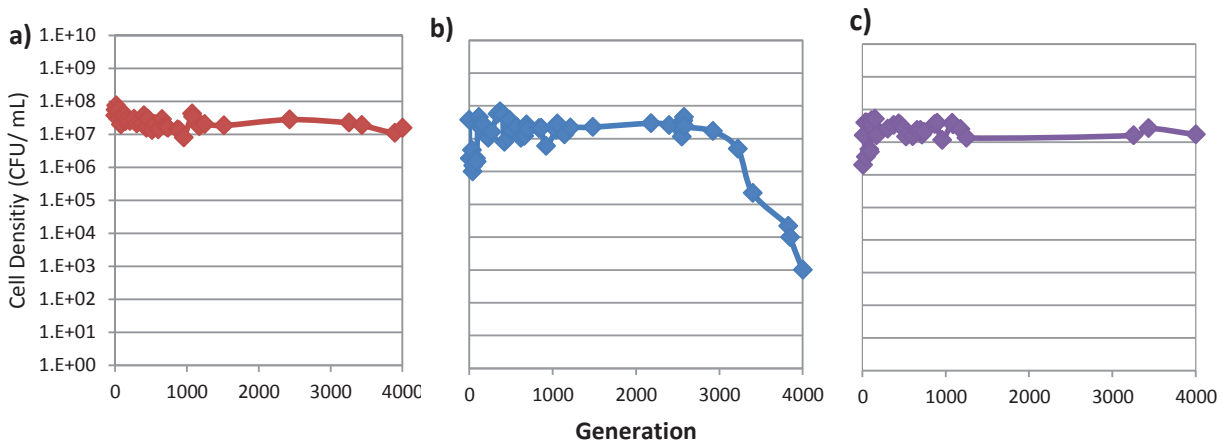 a)
b)
c)
Cell Densitiy (CFU/ mL)
1.E+10
1.E+09
1.E+08
1.E+07
1.E+06
1.E+05
1.E+04
1.E+03
1.E+02
1.E+01
1.E+00
0 1000 2000 3000 4000
0 1000 2000 3000 4000
0 1000 2000 3000 4000
Generation